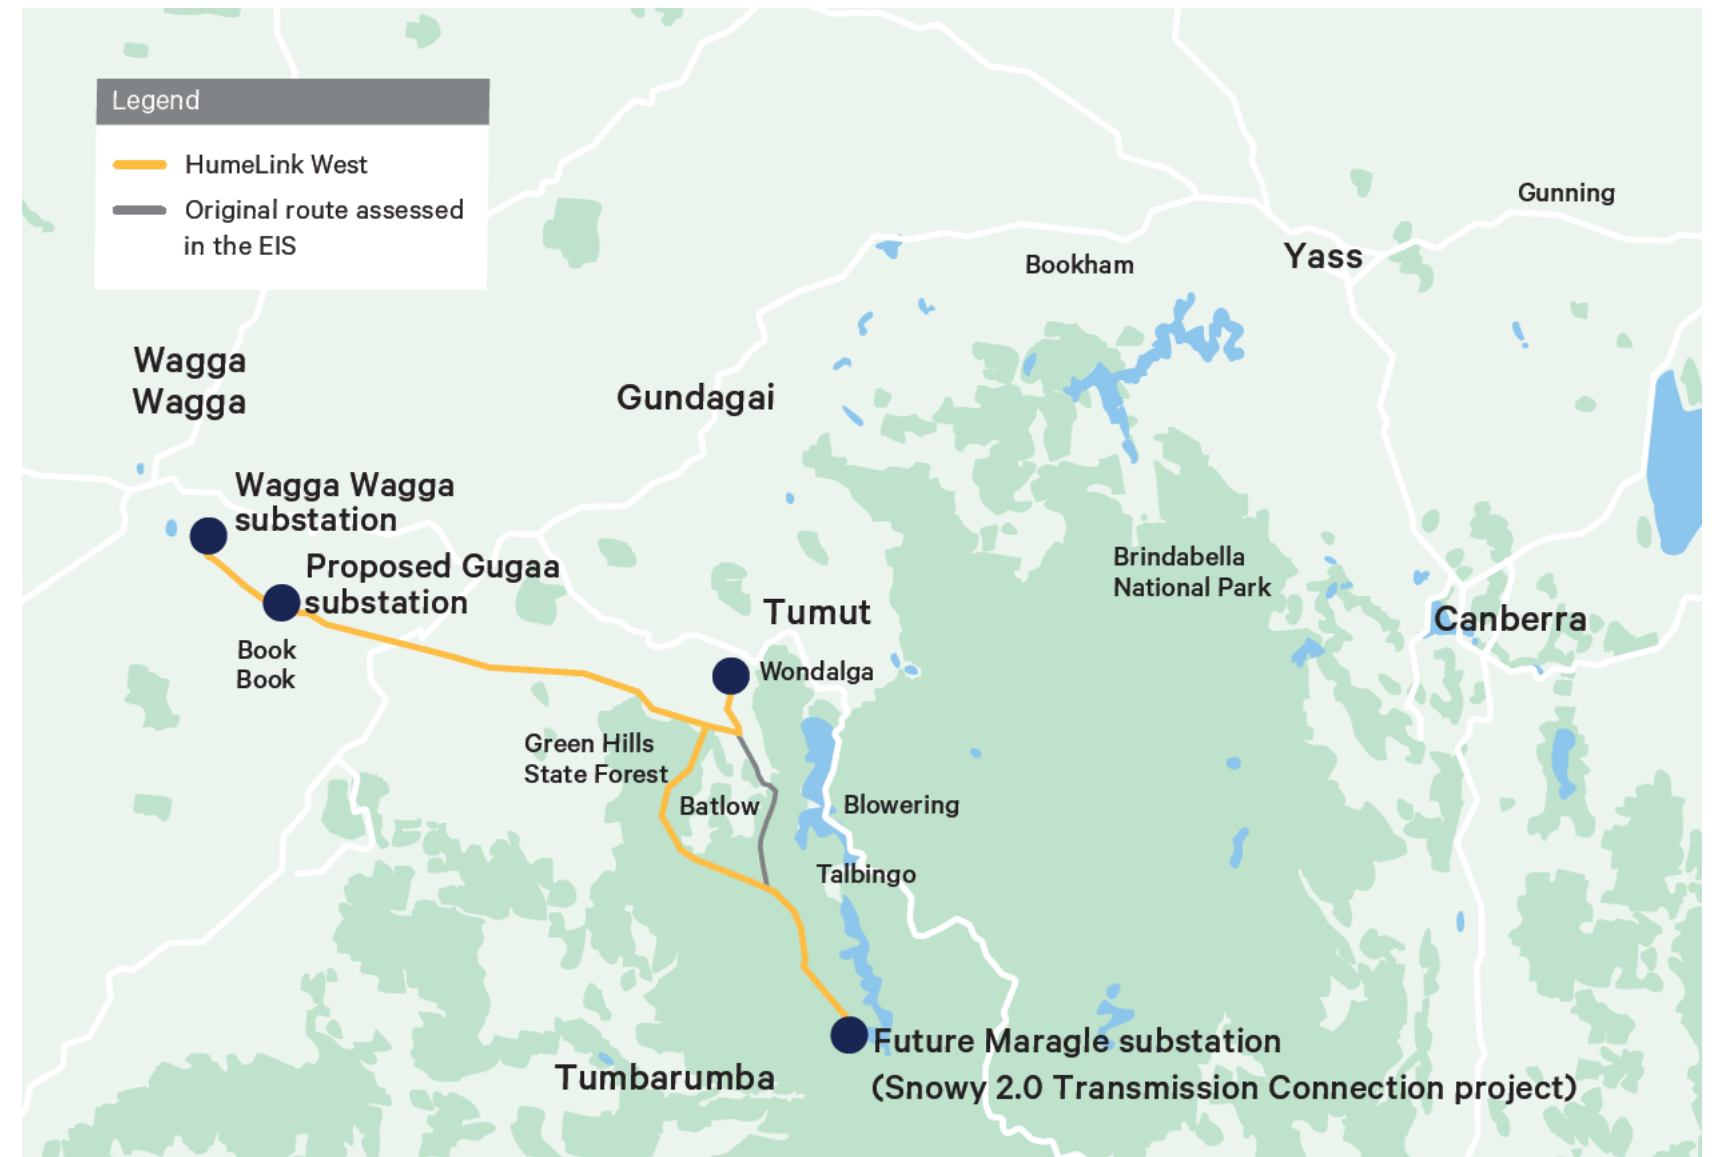 Legend
HumeLink West
Original route assessed
in the EIS
Gunning
Yass
Bookham
Wagga
Wagga
Gundagai
Wagga Wagga
substation
Proposed Gugaa
substation
Brindabella
National Park
Tumut
Canberra
Book
Book
Wondalga
Green Hills
State Forest
Batlow
Blowering
Talbingo
Future Maragle substation
(Snowy 2.0 Transmission Connection project)
Tumbarumba